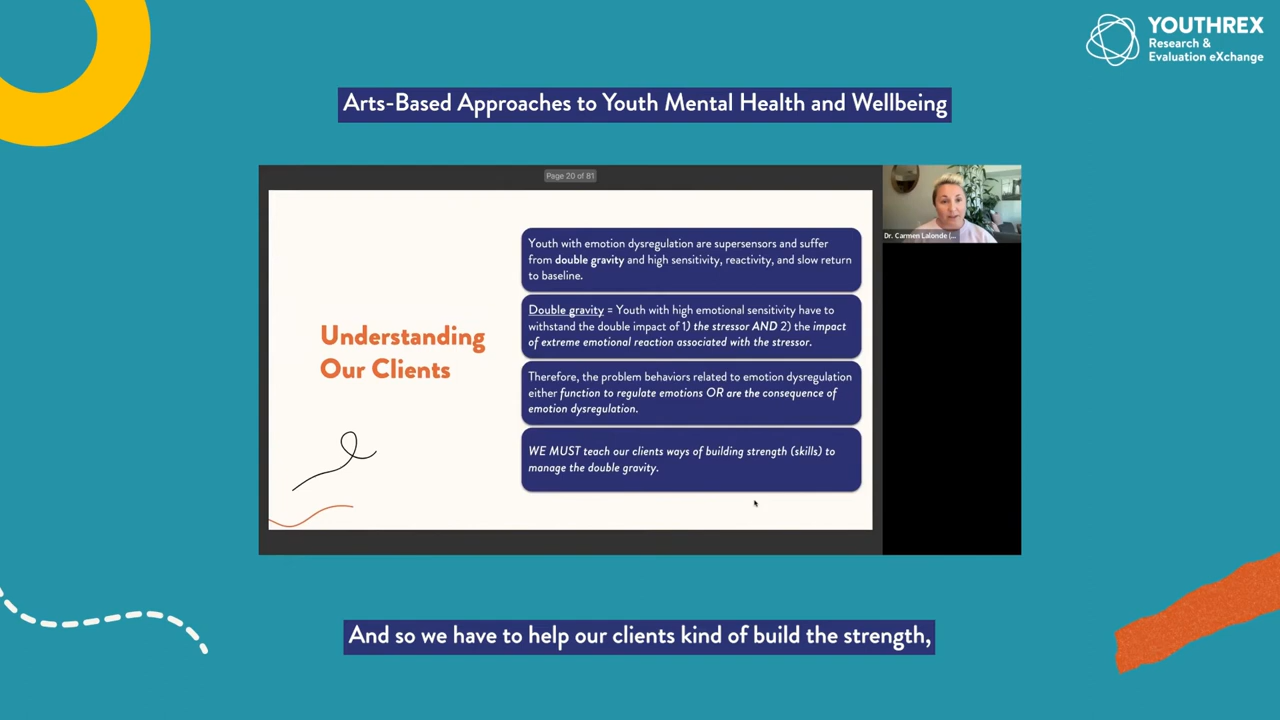 YOUTHREX
Research &
Evaluation eXchange
Arts-Based Approaches to Youth Mental Health and Wellbeing
Page 20 of 81
Dr. Carmen Lalonde (...
Understanding
Our Clients
Youth with emotion dysregulation are supersensors and suffer
from double gravity and high sensitivity, reactivity, and slow return
to baseline.
Double gravity = Youth with high emotional sensitivity have to
withstand the double impact of 1) the stressor AND 2) the impact
of extreme emotional reaction associated with the stressor.
Therefore, the problem behaviors related to emotion dysregulation
either function to regulate emotions OR are the consequence of
emotion dysregulation.
WE MUST teach our clients ways of building strength (skills) to
manage the double gravity.
And so we have to help our clients kind of build the strength,